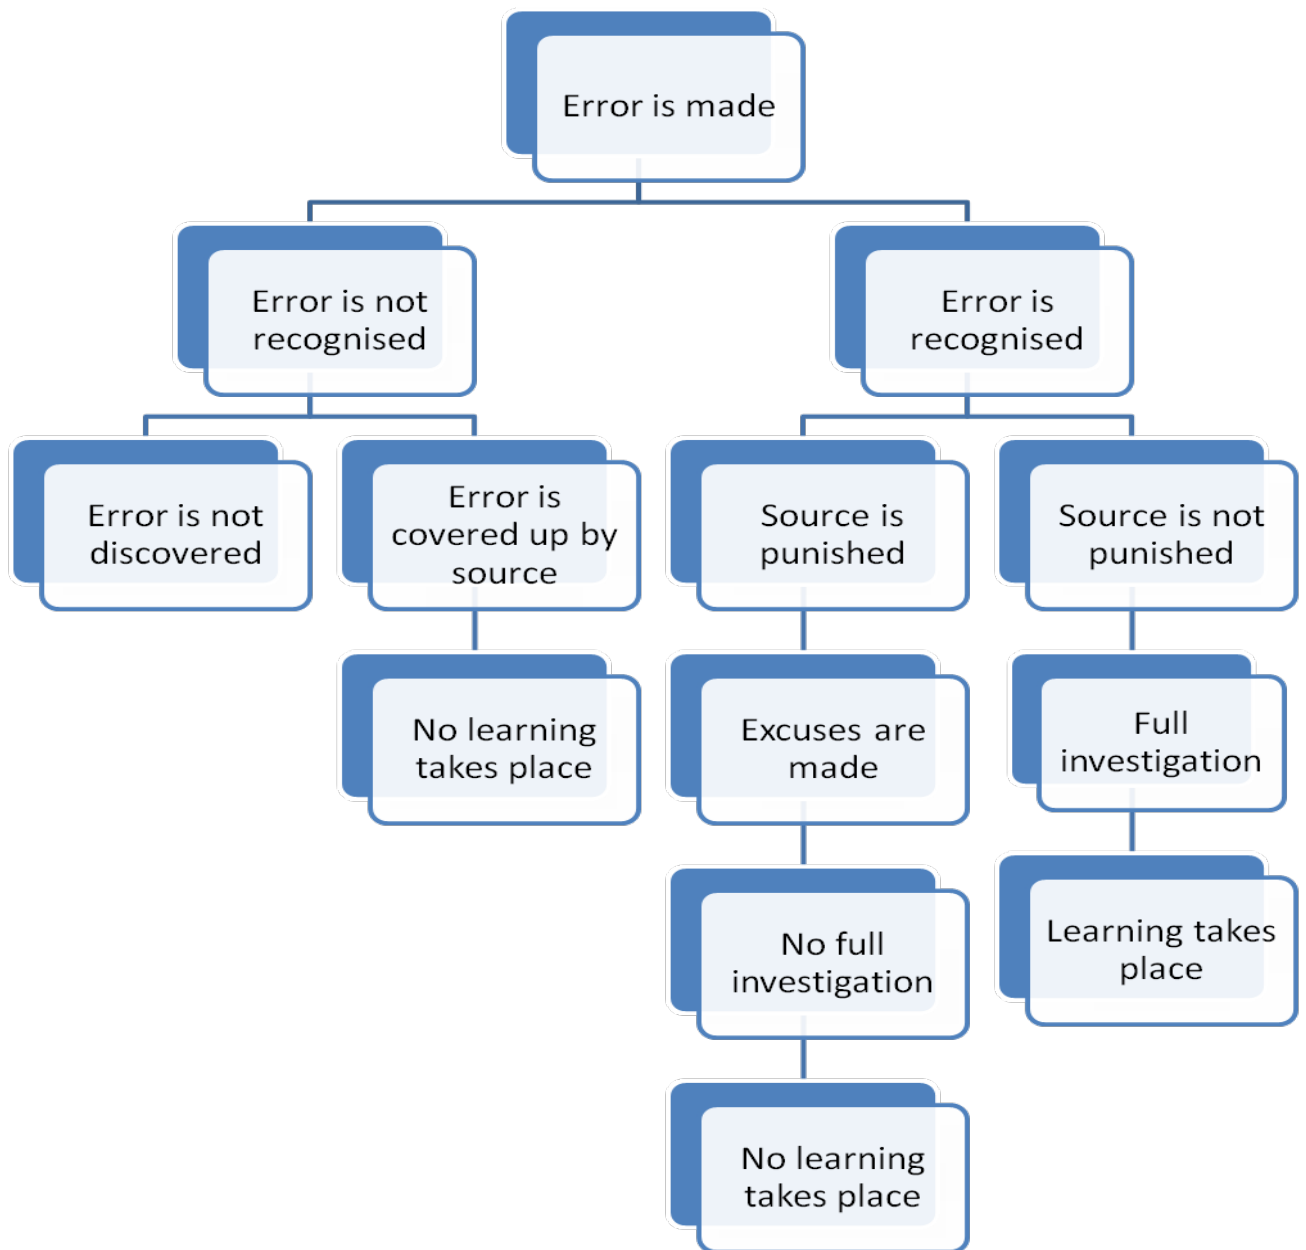 Error is made
Error is not
recognised
Error is
recognised
Error is not
discovered
Error is
covered up by
source
Source is
punished
Source is not
punished
No learning
takes place
Excuses are
made
Full
investigation
No full
investigation
Learning takes
place
No learning
takes place